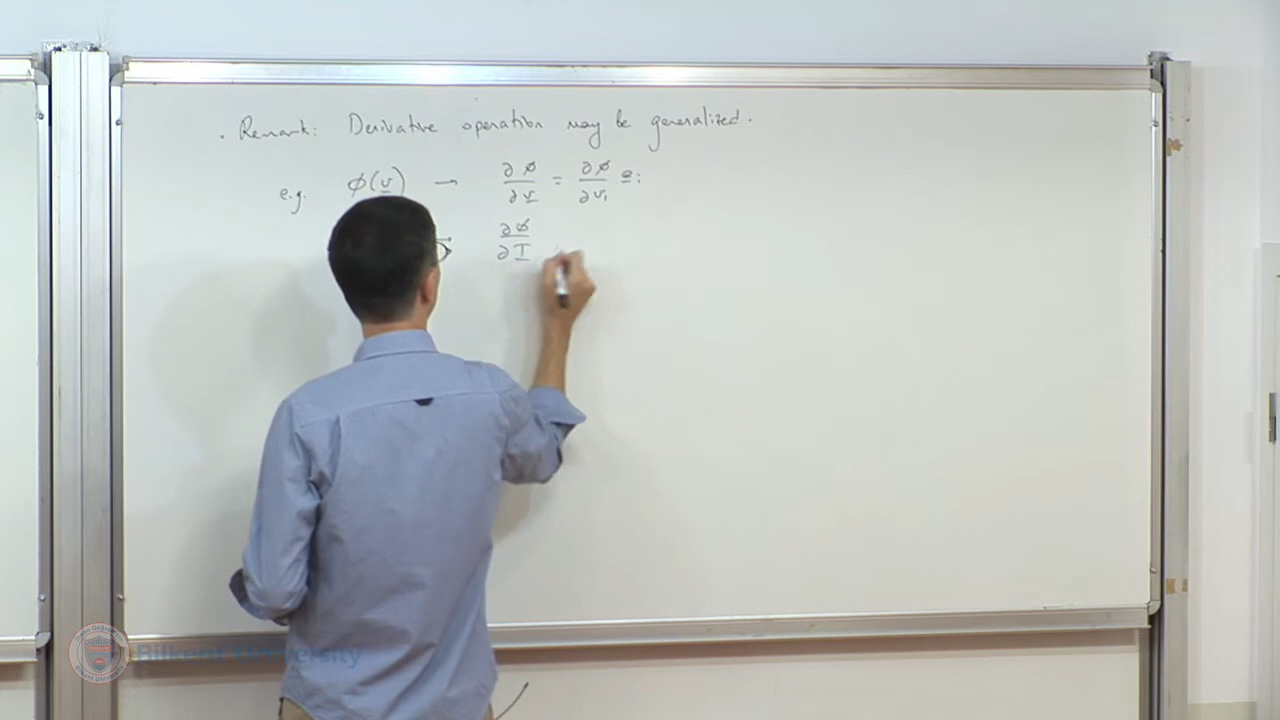 . Remark: Derivative operation may be generalized.
e.g. φ(v) → ∂φ/∂v = ∂φ/∂vi ei
∂φ/∂T
Bilkent University